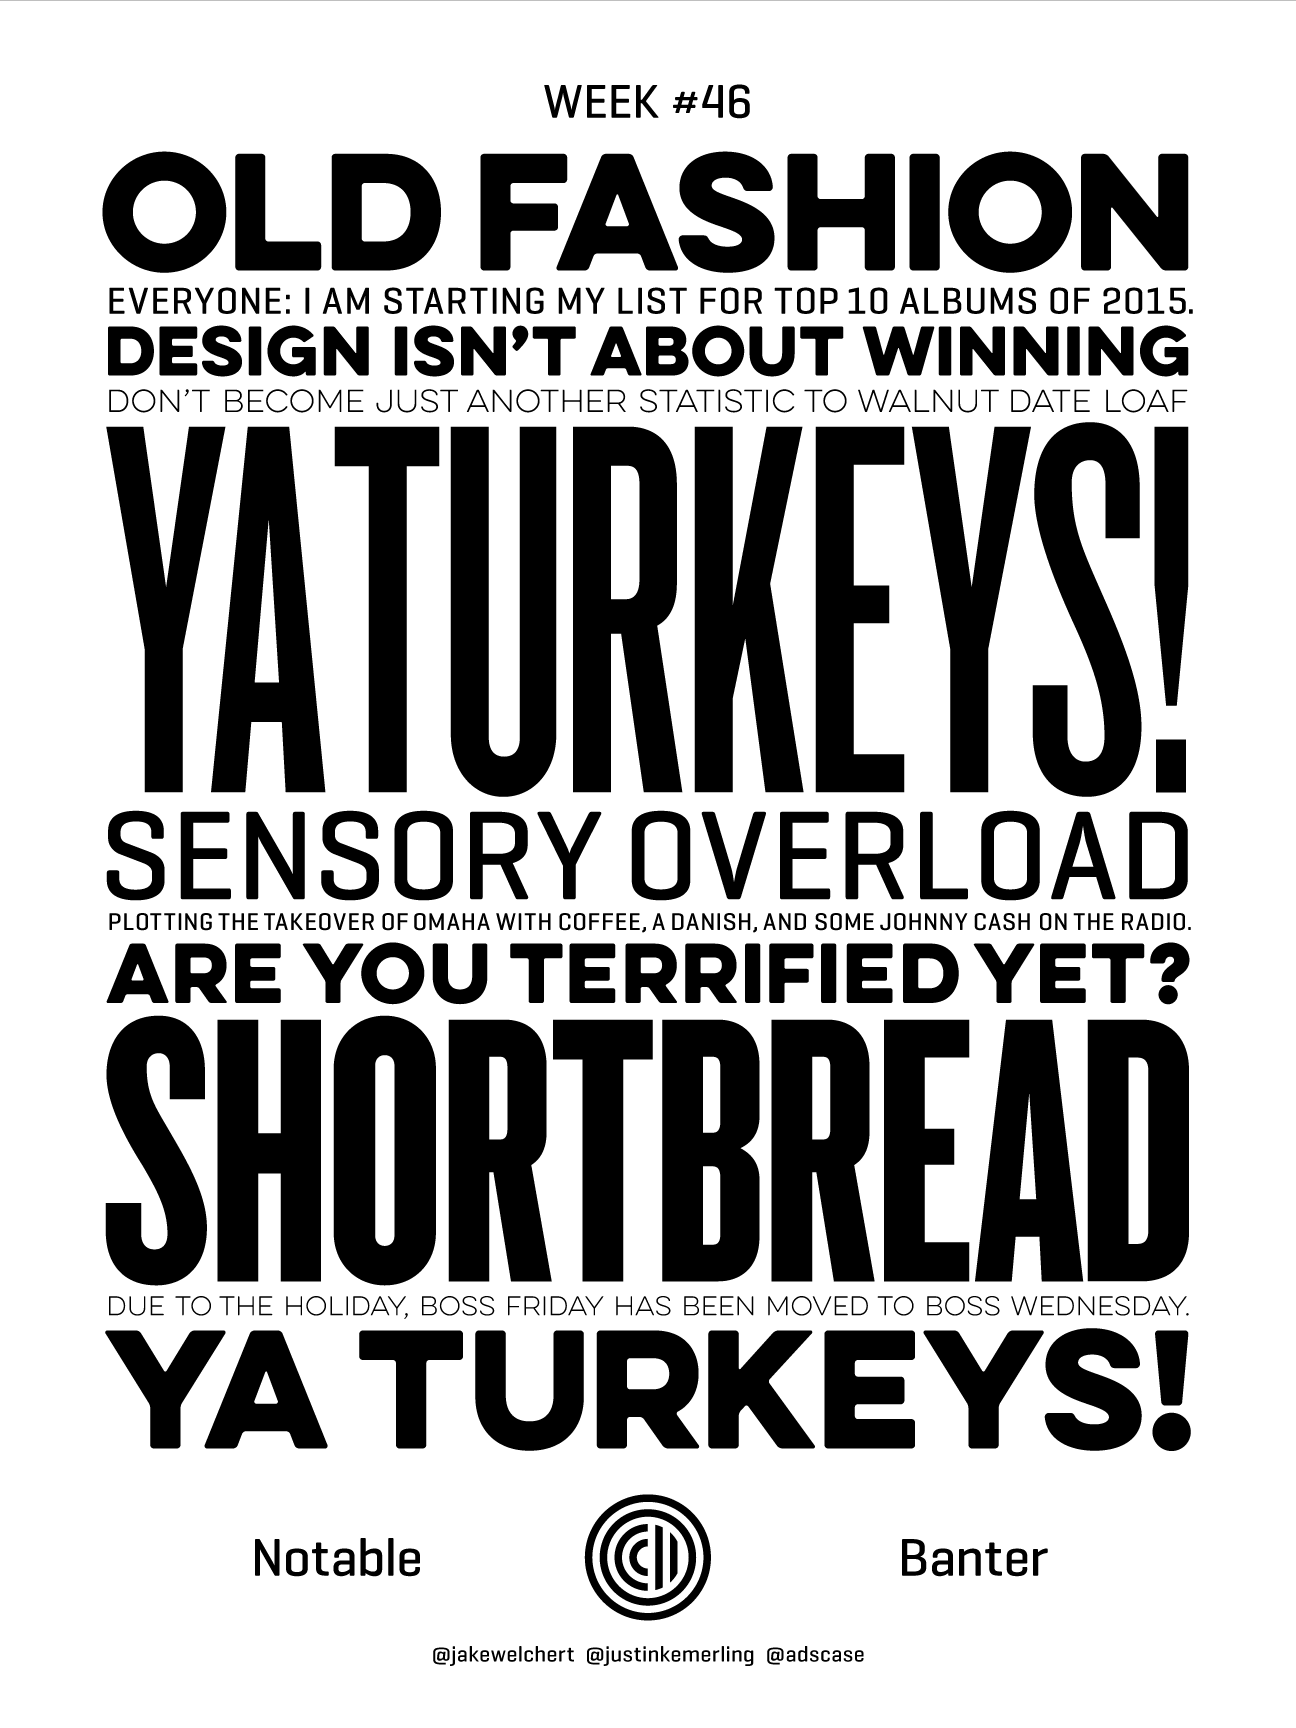 WEEK #46
OLD FASHION
EVERYONE: I AM STARTING MY LIST FOR TOP 10 ALBUMS OF 2015.
DESIGN ISN'T ABOUT WINNING
DON'T BECOME JUST ANOTHER STATISTIC TO WALNUT DATE LOAF
YA TURKEYS!
SENSORY OVERLOAD
PLOTTING THE TAKEOVER OF OMAHA WITH COFFEE, A DANISH, AND SOME JOHNNY CASH ON THE RADIO.
ARE YOU TERRIFIED YET?
SHORTBREAD
DUE TO THE HOLIDAY, BOSS FRIDAY HAS BEEN MOVED TO BOSS WEDNESDAY.
YA TURKEYS!
Notable Banter
@jakewelchert @justinkemerling @adscase